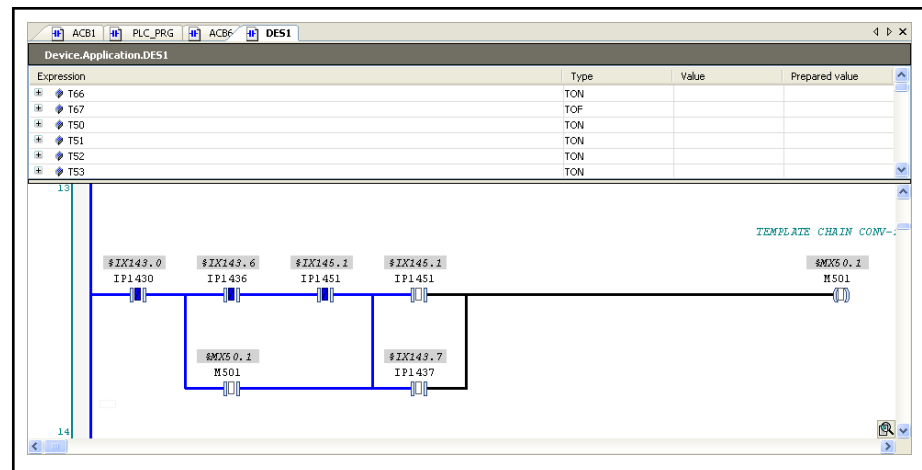 ACB1 PLC_PRG ACB6 DES1
Device.Application.DES1
Expression Type Value Prepared value
T66 TON
T67 TOF
T50 TON
T51 TON
T52 TON
T53 TON
13
TEMPLATE CHAIN CONV-
%IX143.0 %IX143.6 %IX145.1 %IX145.1 %MX50.1
IP1430 IP1436 IP1451 IP1451 M501
%MX50.1 %IX143.7
M501 IP1437
14